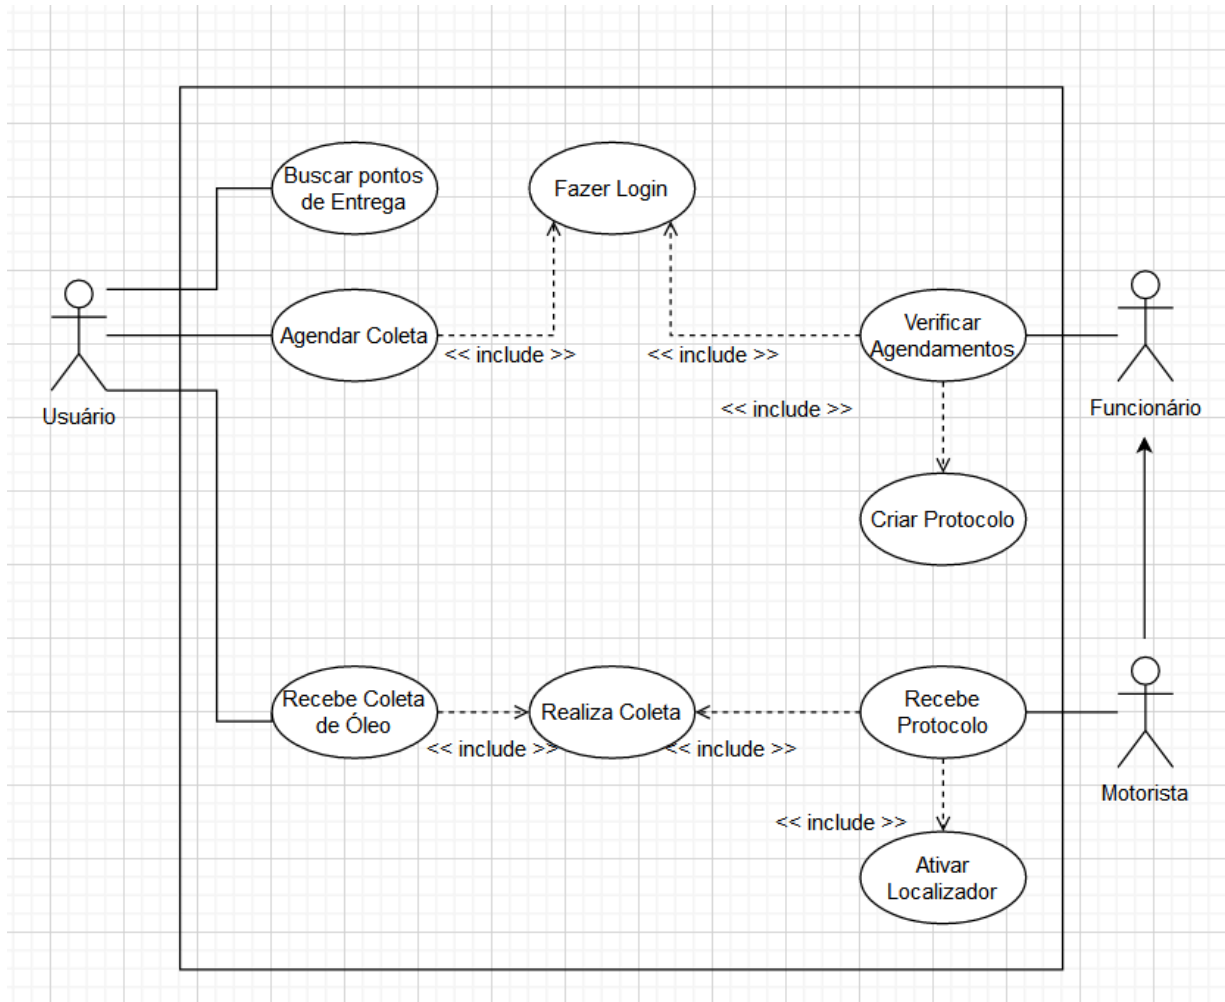 Buscar pontos
de Entrega
Fazer Login
Agendar Coleta
<< include >>
<< include >>
Verificar
Agendamentos
Usuário
Funcionário
<< include >>
Criar Protocolo
Recebe Coleta
de Óleo
Realiza Coleta
Recebe
Protocolo
<< include >>
<< include >>
Motorista
<< include >>
Ativar
Localizador